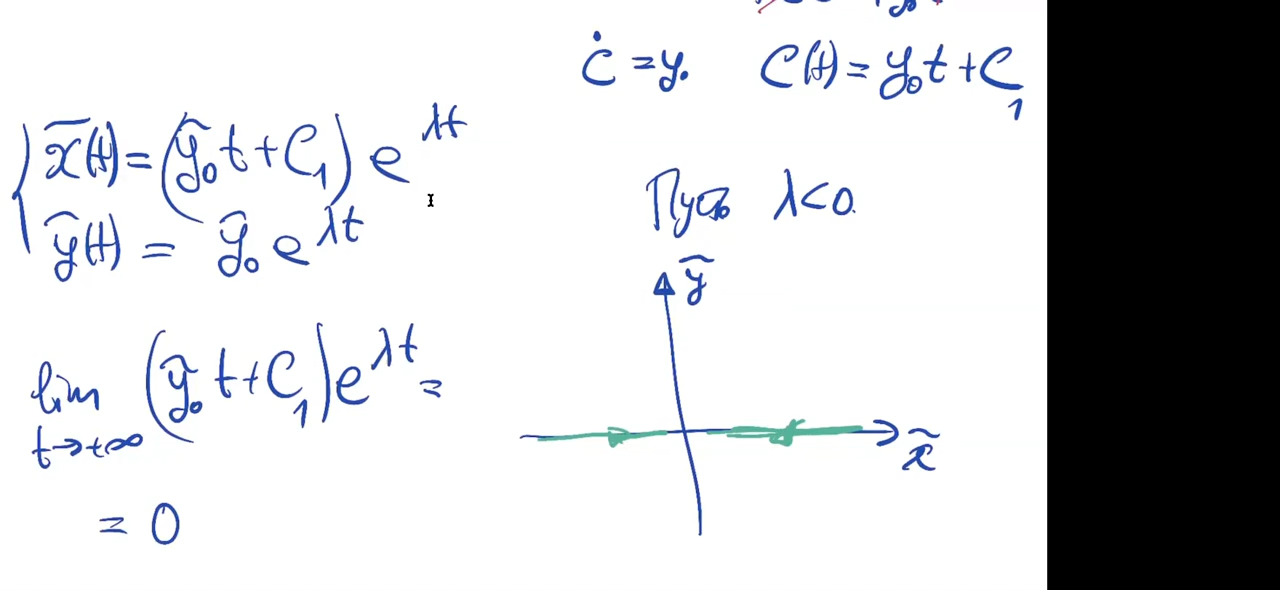 ċ = y₀  C(t) = y₀t + C₁
{ x̃(t) = (ỹ₀t + C₁) e^{λt}
ỹ(t) = ỹ₀ e^{λt}
Пусть λ < 0.
ỹ
lim_{t→+∞} (ỹ₀t + C₁) e^{λt} =
x̃
= 0